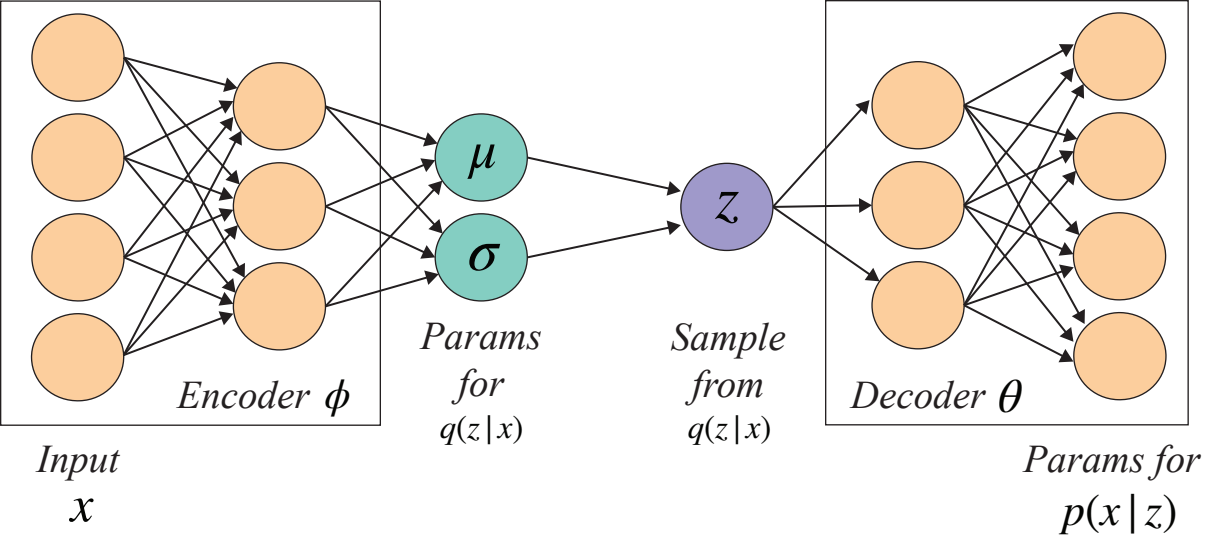 μ
σ
z
Encoder ϕ
Params
for
q(z|x)
Sample
from
q(z|x)
Decoder θ
Input
x
Params for
p(x|z)